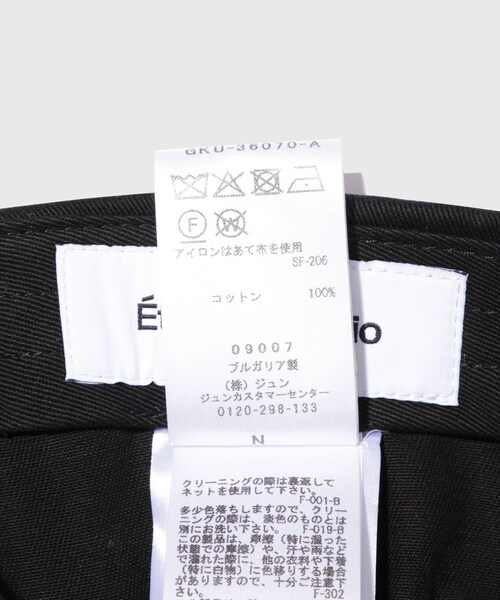 GKU-36070-A
F W
アイロンはあて布を使用
SF-206
コットン 100%
É io
09007
ブルガリア製
(株)ジュン
ジュンカスタマーセンター
0120-298-133
N
クリーニングの際は裏返して
ネットを使用して下さい。
F-001-B
多少色落ちしますので、クリー
ニングの際は、淡色のものとは
別にお洗い下さい。 F-019-B
この製品は、摩擦(特に湿った
状態での摩擦)や、汗や雨など
で濡れた際に、他の衣料や下着
(特に白物)に色移りする場合
がありますので、十分ご注意下
さい。 F-302